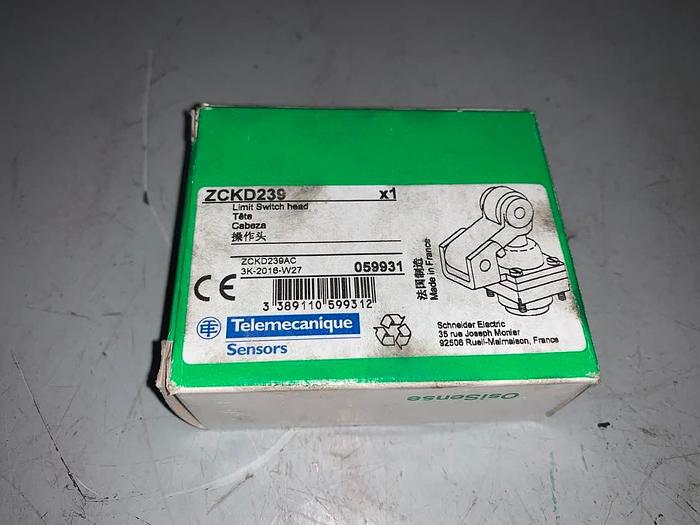 ZCKD239 x1
Limit Switch head
Tête
Cabeza
操作头
ZCKD239AC
3K-2016-W27 059931
CE
3 389110 599312
法国制造
Made in France
Telemecanique
Sensors
Schneider Electric
35 rue Joseph Monier
92506 Rueil-Malmaison, France
OsiSense